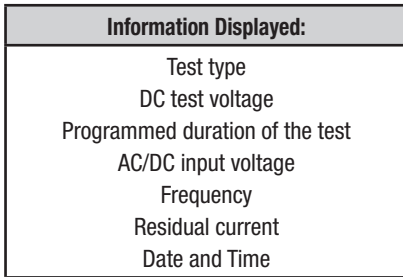 Information Displayed:
Test type
DC test voltage
Programmed duration of the test
AC/DC input voltage
Frequency
Residual current
Date and Time